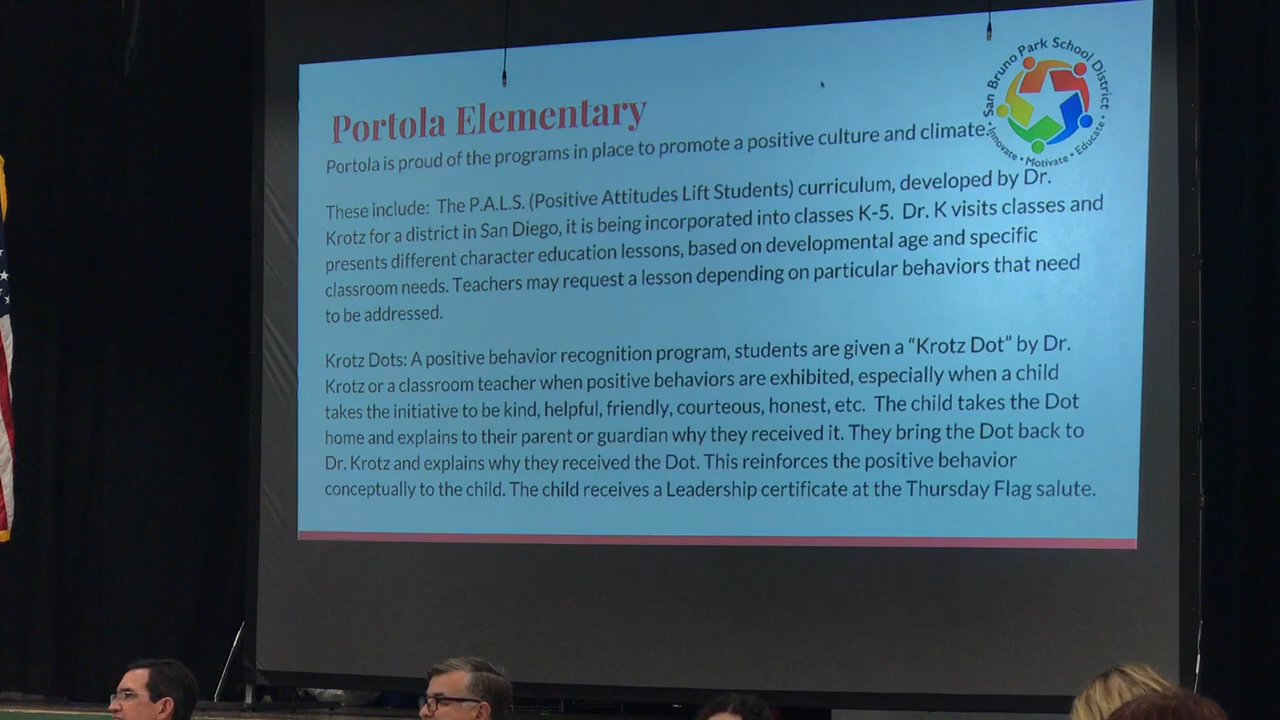 San Bruno Park School District
Innovate • Motivate • Educate
Portola Elementary
Portola is proud of the programs in place to promote a positive culture and climate.
These include: The P.A.L.S. (Positive Attitudes Lift Students) curriculum, developed by Dr.
Krotz for a district in San Diego, it is being incorporated into classes K-5. Dr. K visits classes and
presents different character education lessons, based on developmental age and specific
classroom needs. Teachers may request a lesson depending on particular behaviors that need
to be addressed.
Krotz Dots: A positive behavior recognition program, students are given a “Krotz Dot” by Dr.
Krotz or a classroom teacher when positive behaviors are exhibited, especially when a child
takes the initiative to be kind, helpful, friendly, courteous, honest, etc. The child takes the Dot
home and explains to their parent or guardian why they received it. They bring the Dot back to
Dr. Krotz and explains why they received the Dot. This reinforces the positive behavior
conceptually to the child. The child receives a Leadership certificate at the Thursday Flag salute.